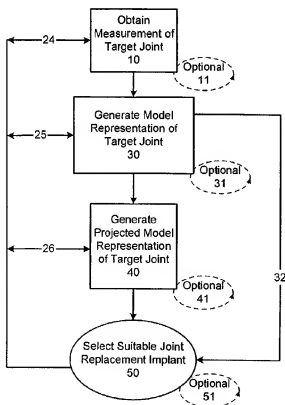 Obtain
Measurement of
Target Joint
10
Optional
11
24
Generate Model
Representation of
Target Joint
30
Optional
31
25
32
Generate
Projected Model
Representation
of Target Joint
40
Optional
41
26
Select Suitable Joint
Replacement Implant
50
Optional
51